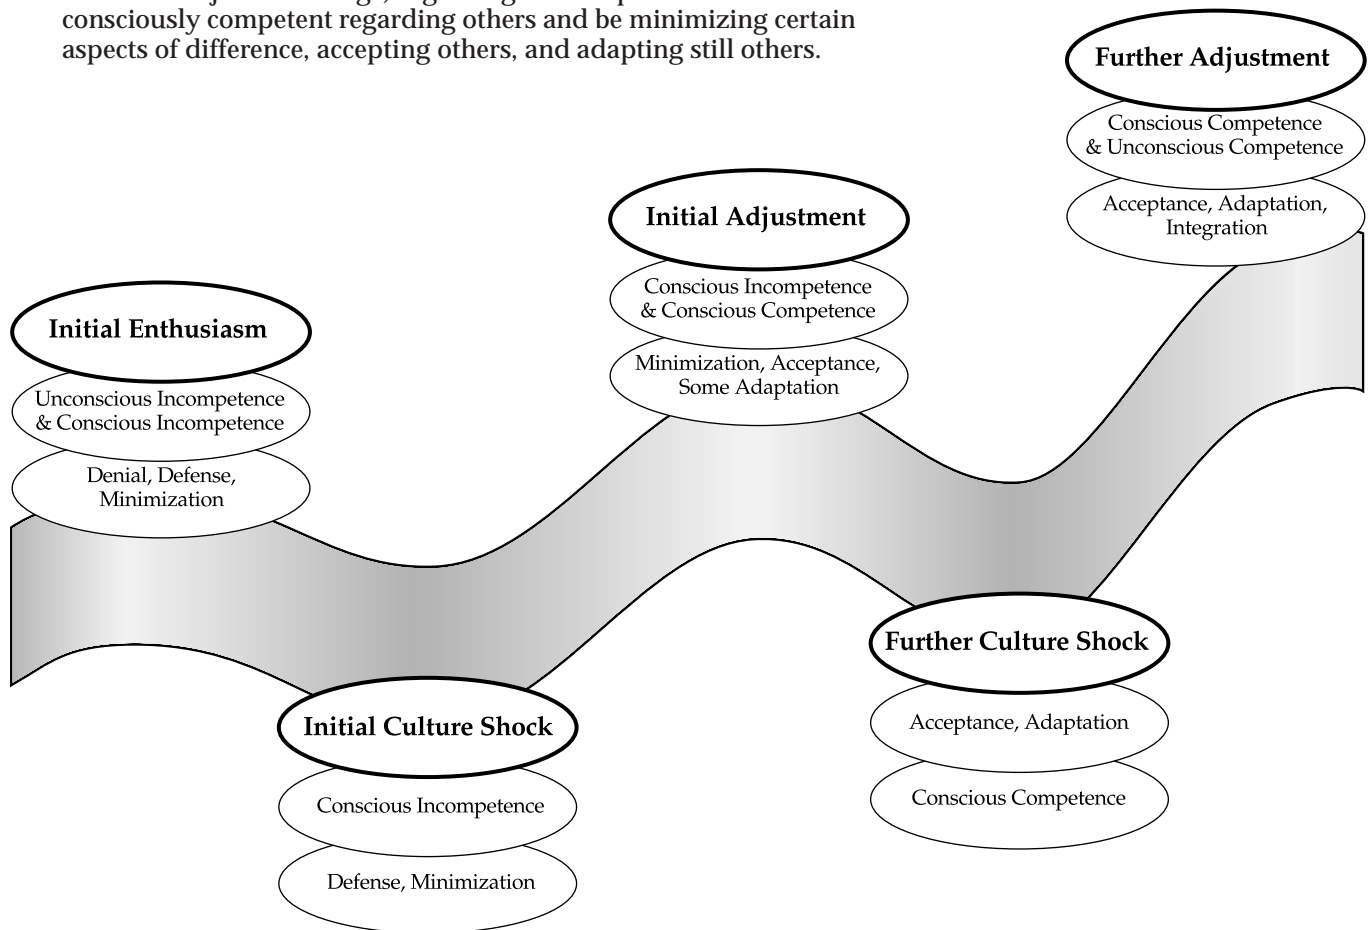 consciously competent regarding others and be minimizing certain
aspects of difference, accepting others, and adapting still others.
Further Adjustment
Conscious Competence
& Unconscious Competence
Acceptance, Adaptation,
Integration
Initial Adjustment
Conscious Incompetence
& Conscious Competence
Minimization, Acceptance,
Some Adaptation
Initial Enthusiasm
Unconscious Incompetence
& Conscious Incompetence
Denial, Defense,
Minimization
Further Culture Shock
Acceptance, Adaptation
Conscious Competence
Initial Culture Shock
Conscious Incompetence
Defense, Minimization